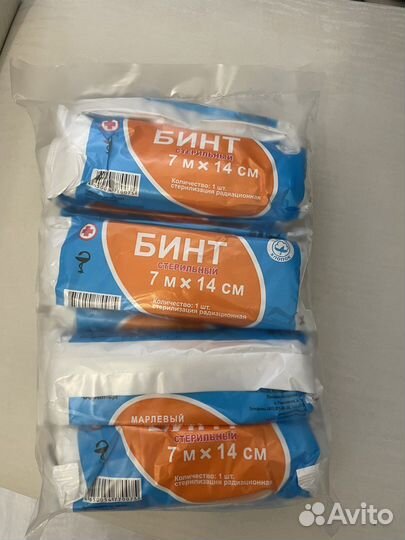 БИНТ
СТЕРИЛЬНЫЙ
7 м × 14 см
Количество: 1 шт.
стерилизация радиационная
БИНТ
СТЕРИЛЬНЫЙ
7 м × 14 см
Количество: 1 шт.
стерилизация радиационная
МАРЛЕВЫЙ
БИНТ
СТЕРИЛЬНЫЙ
7 м × 14 см
Количество: 1 шт.
стерилизация радиационная
Avito